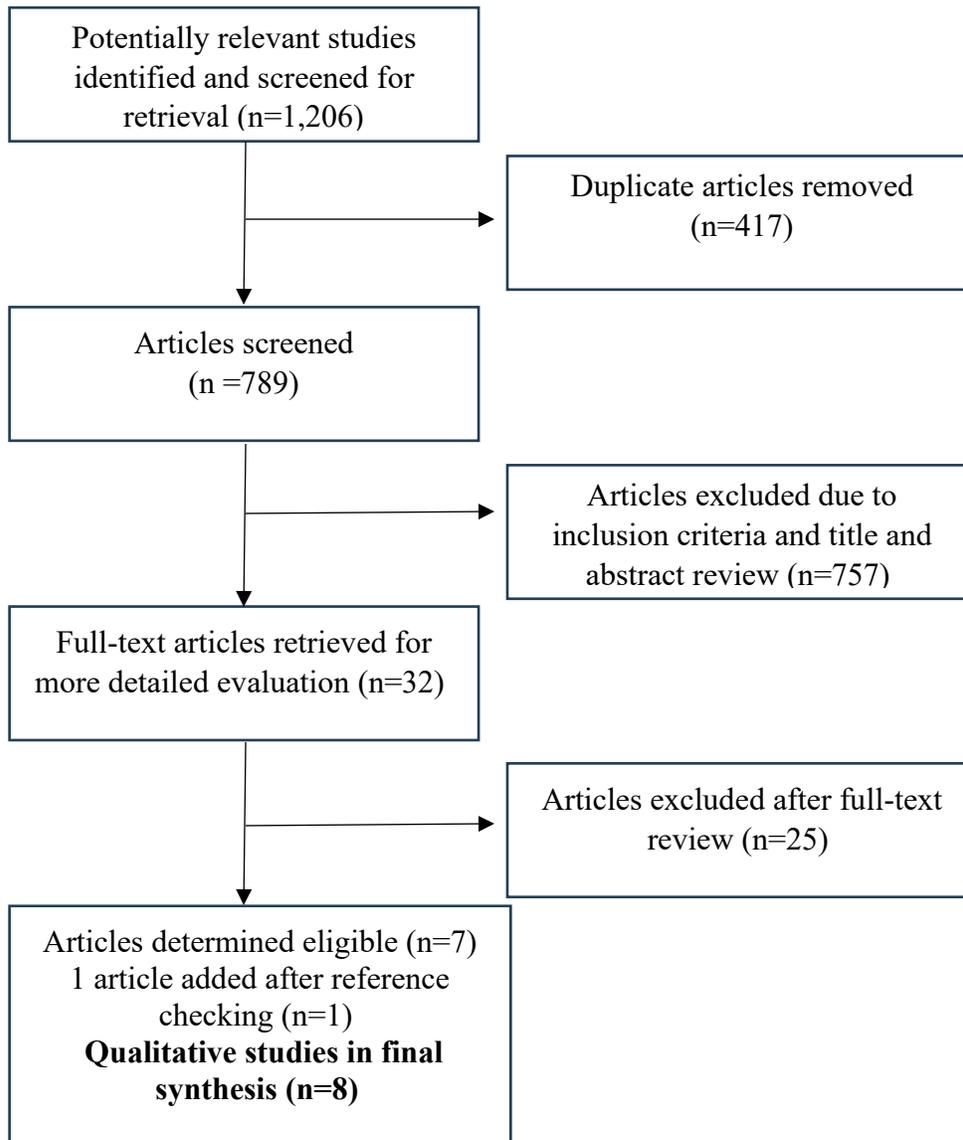 Potentially relevant studies
identified and screened for
retrieval (n=1,206)
Duplicate articles removed
(n=417)
Articles screened
(n =789)
Articles excluded due to
inclusion criteria and title and
abstract review (n=757)
Full-text articles retrieved for
more detailed evaluation (n=32)
Articles excluded after full-text
review (n=25)
Articles determined eligible (n=7)
1 article added after reference
checking (n=1)
Qualitative studies in final
synthesis (n=8)